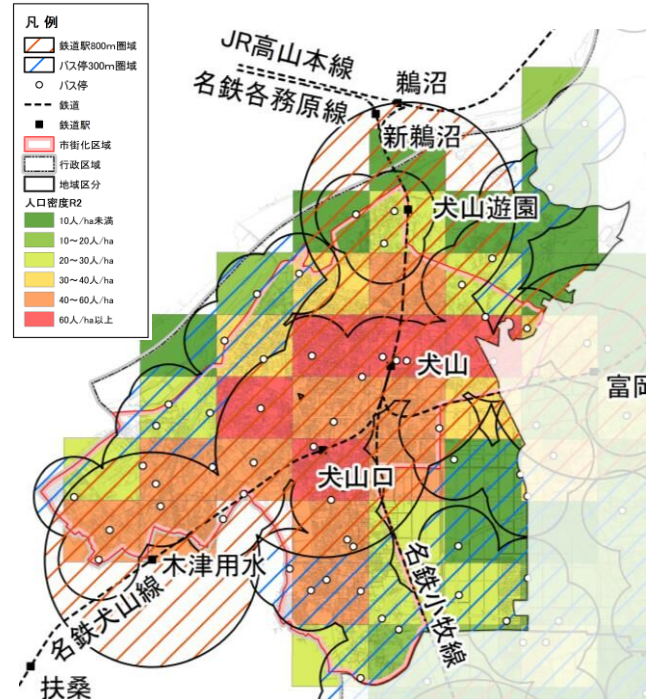 凡 例
鉄道駅800m圏域
バス停300m圏域
バス停
鉄道
鉄道駅
市街化区域
行政区域
地域区分
人口密度R2
10人/ha未満
10～20人/ha
20～30人/ha
30～40人/ha
40～60人/ha
60人/ha以上
JR高山本線
名鉄各務原線
鵜沼
新鵜沼
犬山遊園
犬山
富岡
犬山口
木津用水
名鉄犬山線
名鉄小牧線
扶桑